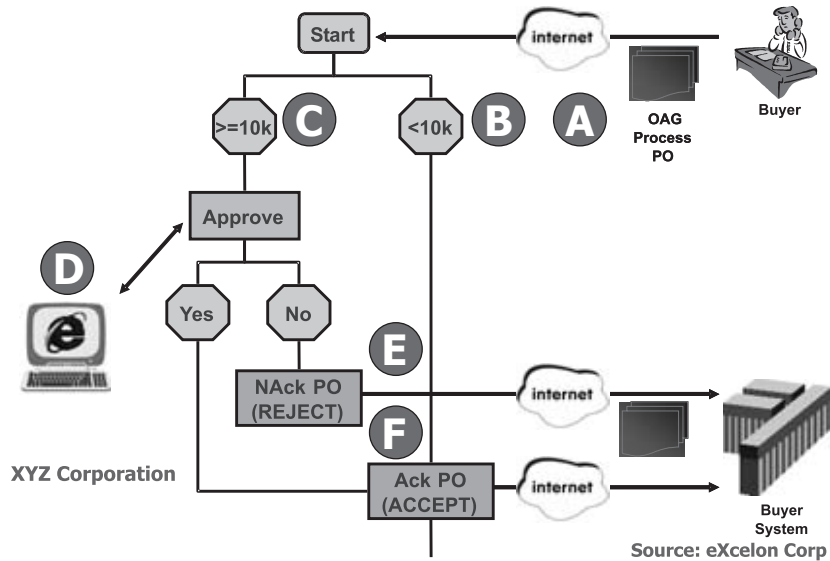 Start
internet
Buyer
OAG
Process
PO
>=10k
C
<10k
B
A
Approve
D
Yes
No
E
NAck PO
(REJECT)
internet
F
XYZ Corporation
Ack PO
(ACCEPT)
internet
Buyer
System
Source: eXcelon Corp